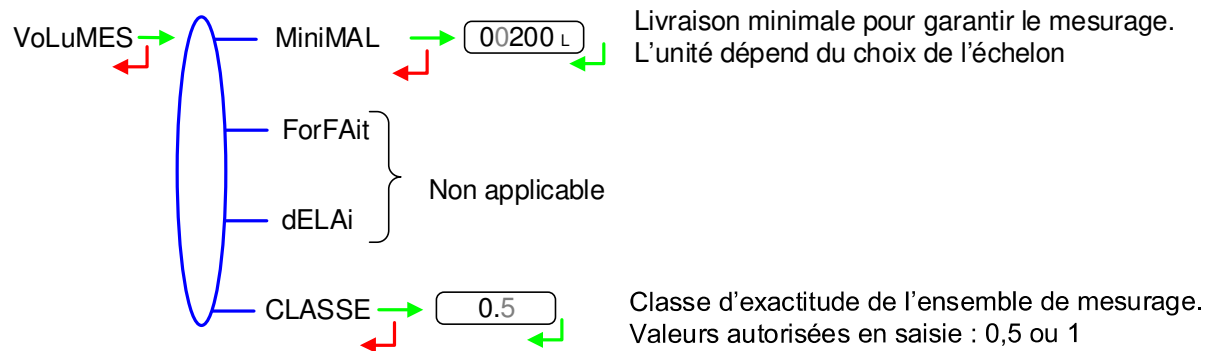 VoLuMES
MiniMAL
00200 L
Livraison minimale pour garantir le mesurage.
L'unité dépend du choix de l'échelon
ForFAit
dELAi
Non applicable
CLASSE
0.5
Classe d'exactitude de l'ensemble de mesurage.
Valeurs autorisées en saisie : 0,5 ou 1